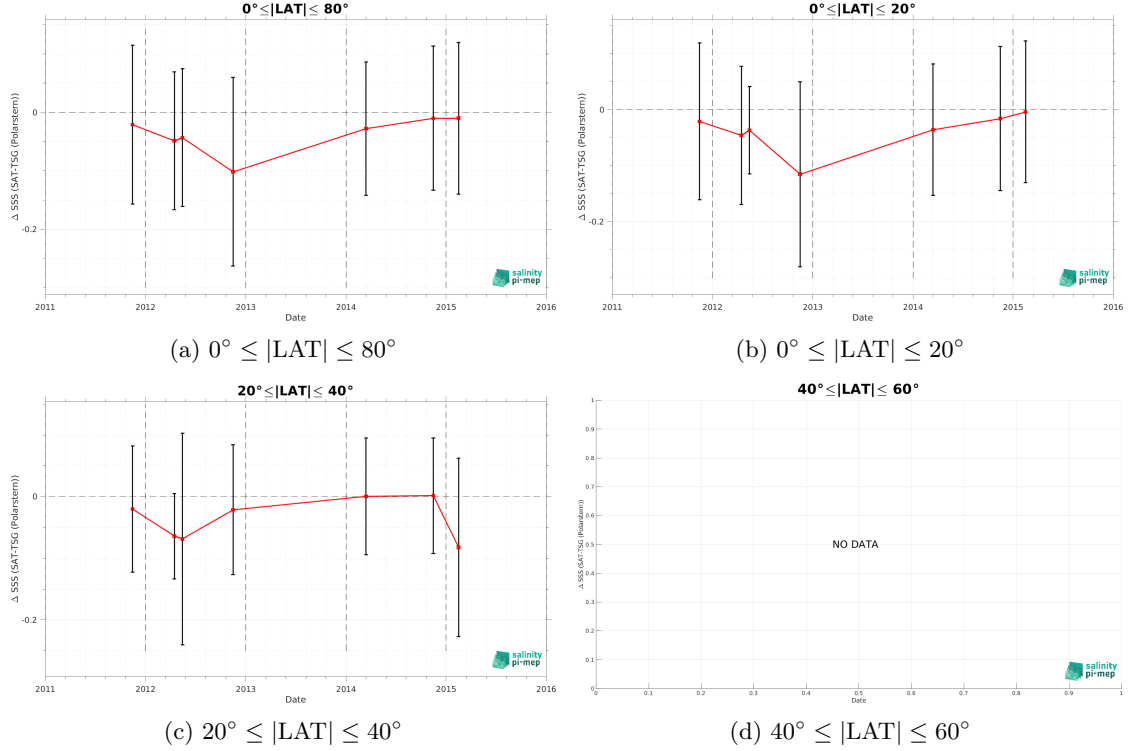 0°≤|LAT|≤ 80°
0
-0.2
Δ SSS (SAT-TSG (Polarstern))
2011 2012 2013 2014 2015 2016
Date
salinity
pi-mep
(a) 0° ≤ |LAT| ≤ 80°
0°≤|LAT|≤ 20°
0
-0.2
Δ SSS (SAT-TSG (Polarstern))
2011 2012 2013 2014 2015 2016
Date
salinity
pi-mep
(b) 0° ≤ |LAT| ≤ 20°
20°≤|LAT|≤ 40°
0
-0.2
Δ SSS (SAT-TSG (Polarstern))
2011 2012 2013 2014 2015 2016
Date
salinity
pi-mep
(c) 20° ≤ |LAT| ≤ 40°
40°≤|LAT|≤ 60°
1
0.9
0.8
0.7
0.6
0.5
0.4
0.3
0.2
0.1
0
Δ SSS (SAT-TSG (Polarstern))
NO DATA
0 0.1 0.2 0.3 0.4 0.5 0.6 0.7 0.8 0.9 1
Date
salinity
pi-mep
(d) 40° ≤ |LAT| ≤ 60°